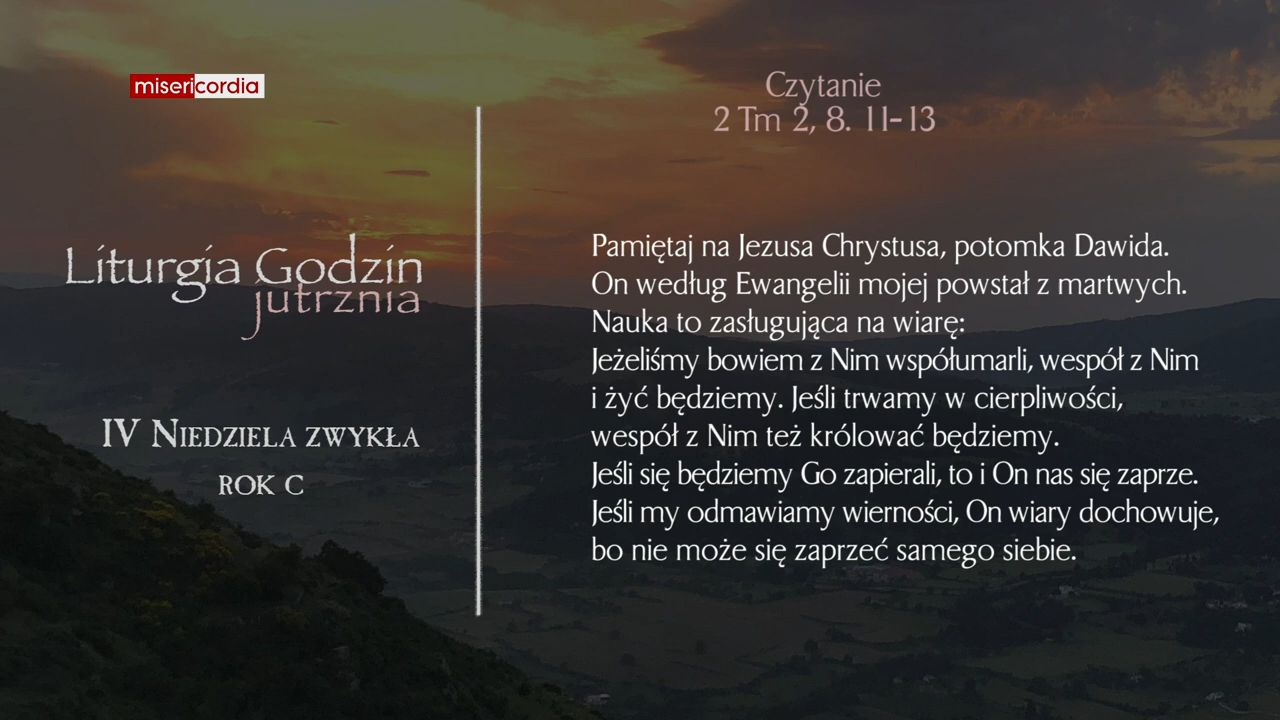 misericordia
Liturgia Godzin
jutrznia
IV Niedziela zwykła
rok C
Czytanie
2 Tm 2, 8. 11-13
Pamiętaj na Jezusa Chrystusa, potomka Dawida.
On według Ewangelii mojej powstał z martwych.
Nauka to zasługująca na wiarę:
Jeżeliśmy bowiem z Nim współumarli, wespół z Nim
i żyć będziemy. Jeśli trwamy w cierpliwości,
wespół z Nim też królować będziemy.
Jeśli się będziemy Go zapierali, to i On nas się zaprze.
Jeśli my odmawiamy wierności, On wiary dochowuje,
bo nie może się zaprzeć samego siebie.